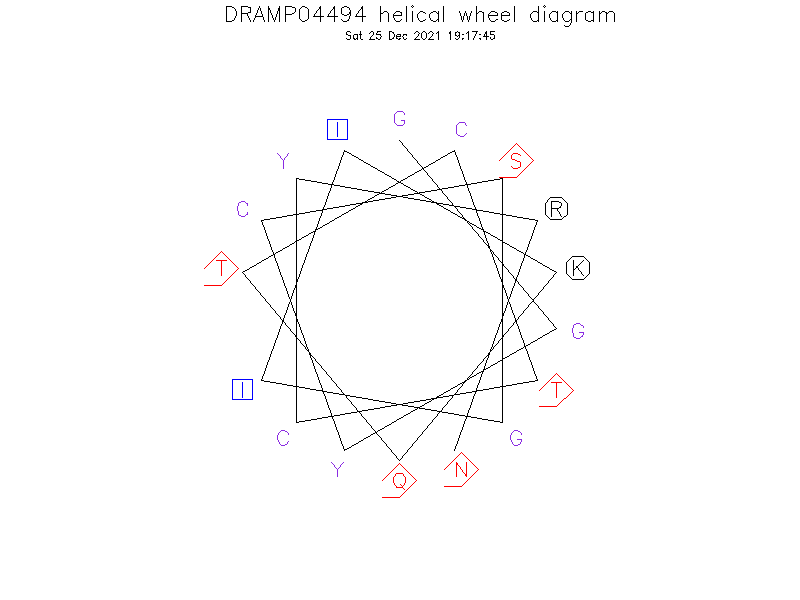 DRAMP04494 helical wheel diagram
Sat 25 Dec 2021 19:17:45
G
I
C
Y
S
C
R
T
K
G
I
T
C
G
Y
N
Q